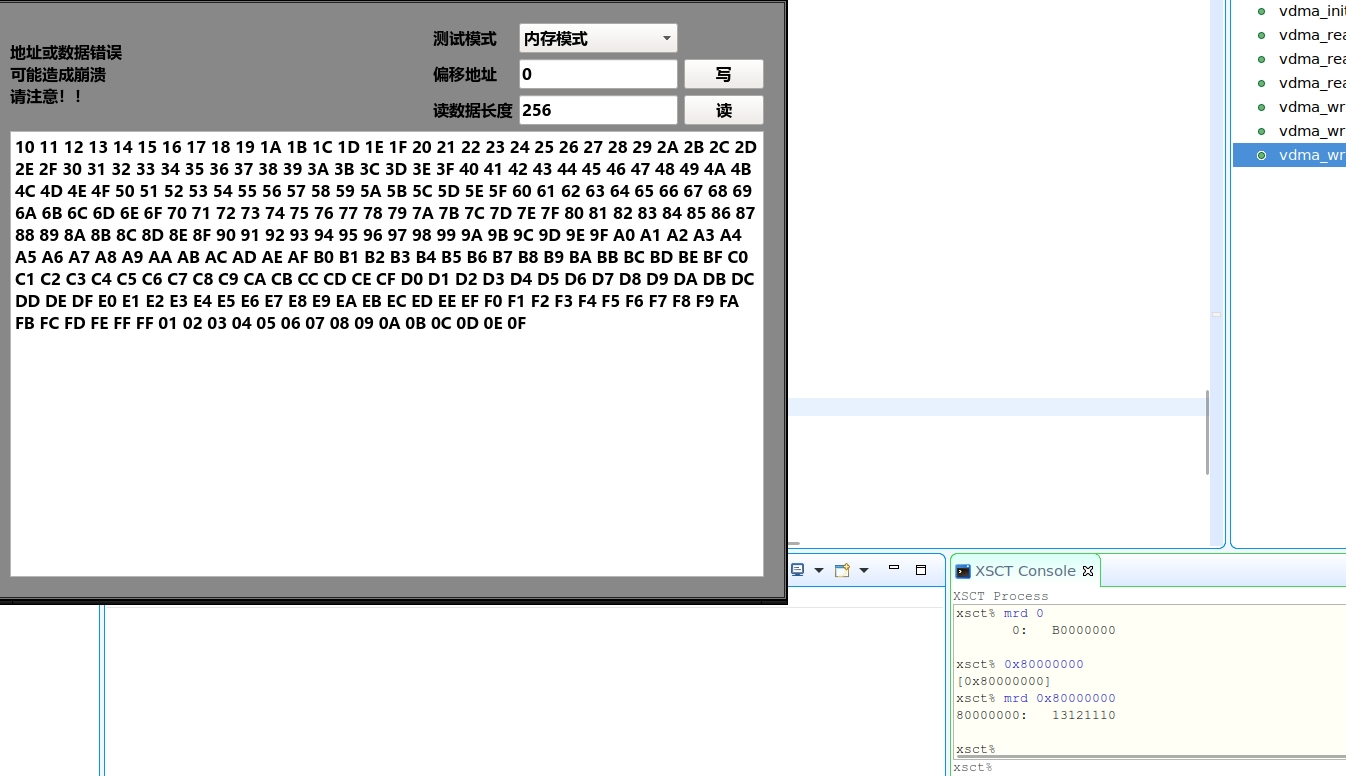 地址或数据错误
可能造成崩溃
请注意！！
测试模式 内存模式
偏移地址 0 写
读数据长度 256 读
10 11 12 13 14 15 16 17 18 19 1A 1B 1C 1D 1E 1F 20 21 22 23 24 25 26 27 28 29 2A 2B 2C 2D
2E 2F 30 31 32 33 34 35 36 37 38 39 3A 3B 3C 3D 3E 3F 40 41 42 43 44 45 46 47 48 49 4A 4B
4C 4D 4E 4F 50 51 52 53 54 55 56 57 58 59 5A 5B 5C 5D 5E 5F 60 61 62 63 64 65 66 67 68 69
6A 6B 6C 6D 6E 6F 70 71 72 73 74 75 76 77 78 79 7A 7B 7C 7D 7E 7F 80 81 82 83 84 85 86 87
88 89 8A 8B 8C 8D 8E 8F 90 91 92 93 94 95 96 97 98 99 9A 9B 9C 9D 9E 9F A0 A1 A2 A3 A4
A5 A6 A7 A8 A9 AA AB AC AD AE AF B0 B1 B2 B3 B4 B5 B6 B7 B8 B9 BA BB BC BD BE BF C0
C1 C2 C3 C4 C5 C6 C7 C8 C9 CA CB CC CD CE CF D0 D1 D2 D3 D4 D5 D6 D7 D8 D9 DA DB DC
DD DE DF E0 E1 E2 E3 E4 E5 E6 E7 E8 E9 EA EB EC ED EE EF F0 F1 F2 F3 F4 F5 F6 F7 F8 F9 FA
FB FC FD FE FF FF 01 02 03 04 05 06 07 08 09 0A 0B 0C 0D 0E 0F
vdma_init
vdma_rea
vdma_rea
vdma_rea
vdma_wr
vdma_wr
vdma_wr
XSCT Console
XSCT Process
xsct% mrd 0
0: B0000000
xsct% 0x80000000
[0x80000000]
xsct% mrd 0x80000000
80000000: 13121110
xsct%
xsct%